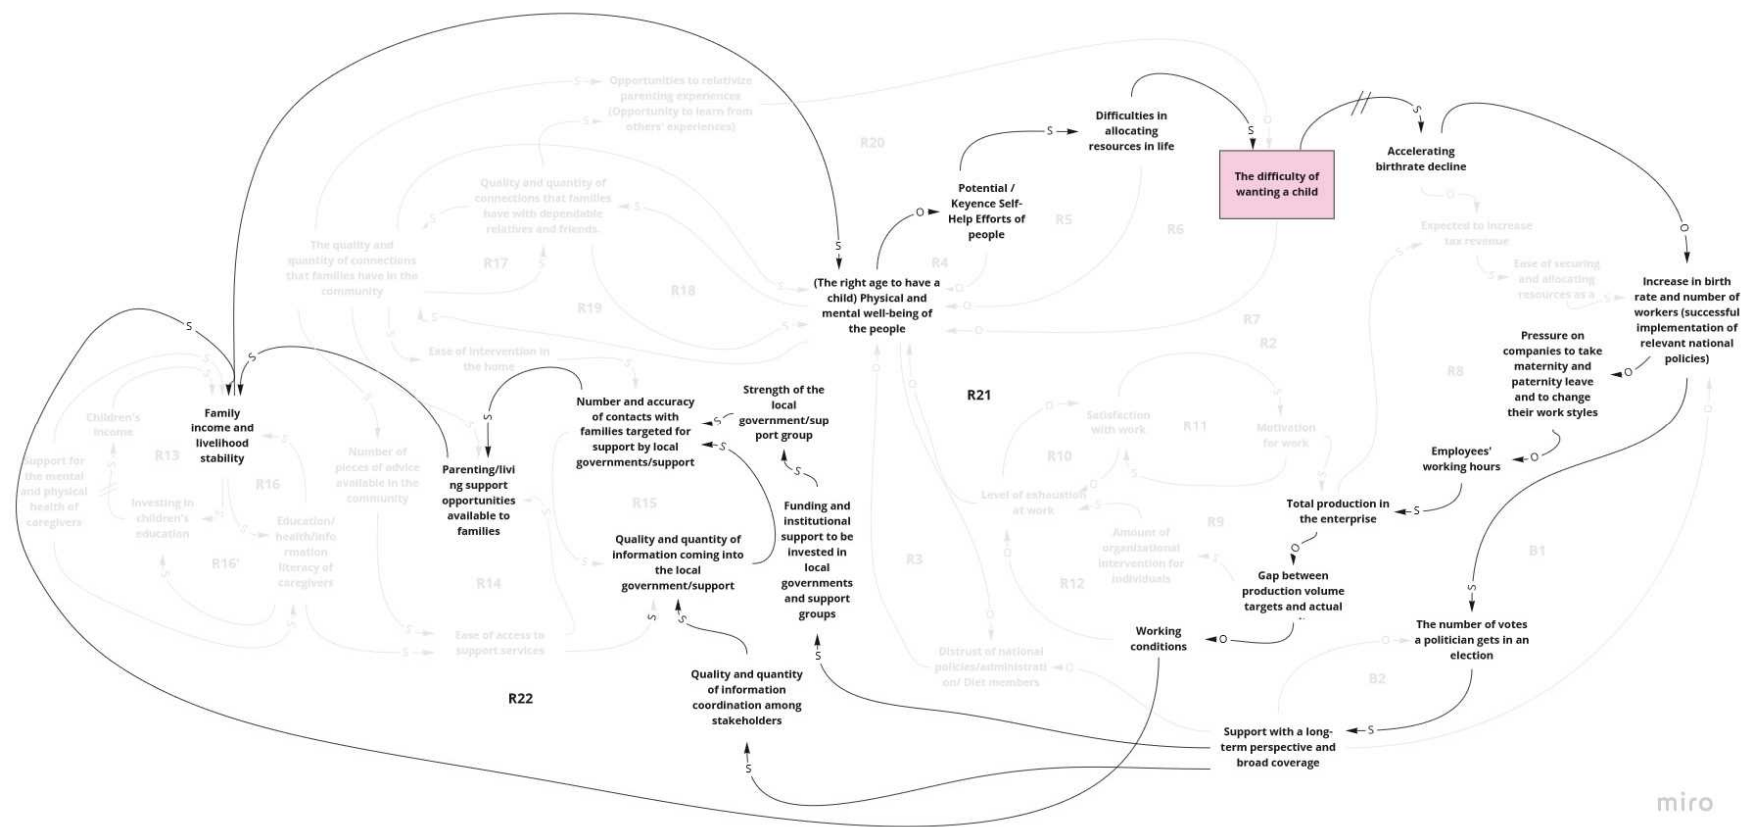 Opportunities to relativize
parenting experiences
(Opportunity to learn from
others' experiences)
R20
Difficulties in
allocating
resources in life
The difficulty of
wanting a child
Accelerating
birthrate decline
Quality and quantity of
connections that families
have with dependable
relatives and friends
Potential /
Keyence Self-
Help Efforts of
people
R5
R6
Expected to increase
tax revenue
The quality and
quantity of connections
that families have in the
community
R17
R4
R18
R19
(The right age to have a
child) Physical and
mental well-being of
the people
Ease of securing
and allocating
resources as a
Increase in birth
rate and number of
workers (successful
implementation of
relevant national
policies)
R7
R2
R8
Pressure on
companies to take
maternity and
paternity leave
and to change
their work styles
Ease of Intervention in
the home
Family
income and
livelihood
stability
Children's
income
Number and accuracy
of contacts with
families targeted for
support by local
governments/support
Strength of the
local
government/sup
port group
R21
Satisfaction
with work
R11
Motivation
for work
R13
Support for
the mental
and physical
health of
caregivers
R16
Number of
pieces of advice
available in the
community
Parenting/livi
ng support
opportunities
available to
families
R10
Employees'
working hours
Investing in
children's
education
Education/
health/info
rmation
literacy of
caregivers
R16'
R15
Funding and
institutional
support to be
invested in
local
governments
and support
groups
Level of exhaustion
at work
R9
Total production in
the enterprise
Quality and quantity of
information coming into
the local
government/support
R14
R3
Amount of
organizational
intervention for
individuals
R12
B1
Gap between
production volume
targets and actual
Ease of access to
support services
Working
conditions
The number of votes
a politician gets in an
election
Distrust of national
policies/administrati
on/ Diet members
B2
R22
Quality and quantity
of information
coordination among
stakeholders
Support with a long-
term perspective and
broad coverage
miro